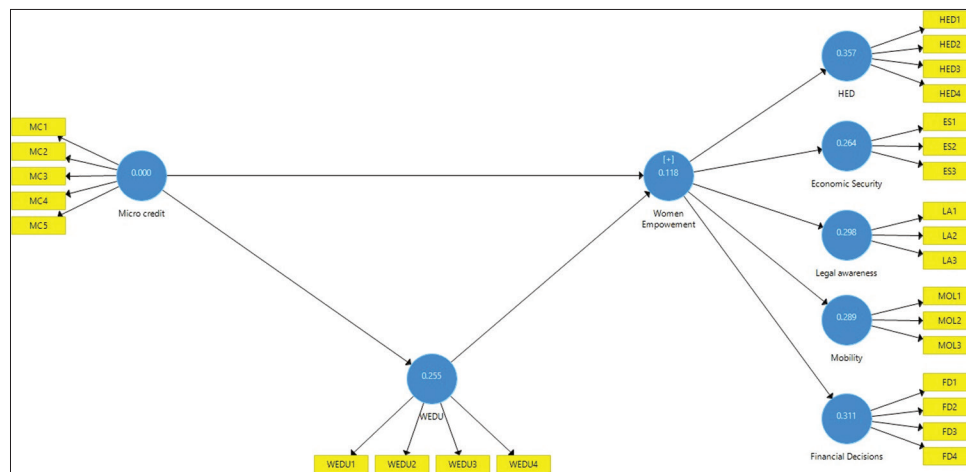 MC1
MC2
MC3
MC4
MC5
0.000
Micro credit
0.255
WEDU
WEDU1
WEDU2
WEDU3
WEDU4
[+]
0.118
Women
Empowement
0.357
HED
HED1
HED2
HED3
HED4
0.264
Economic Security
ES1
ES2
ES3
0.298
Legal awareness
LA1
LA2
LA3
0.289
Mobility
MOL1
MOL2
MOL3
0.311
Financial Decisions
FD1
FD2
FD3
FD4